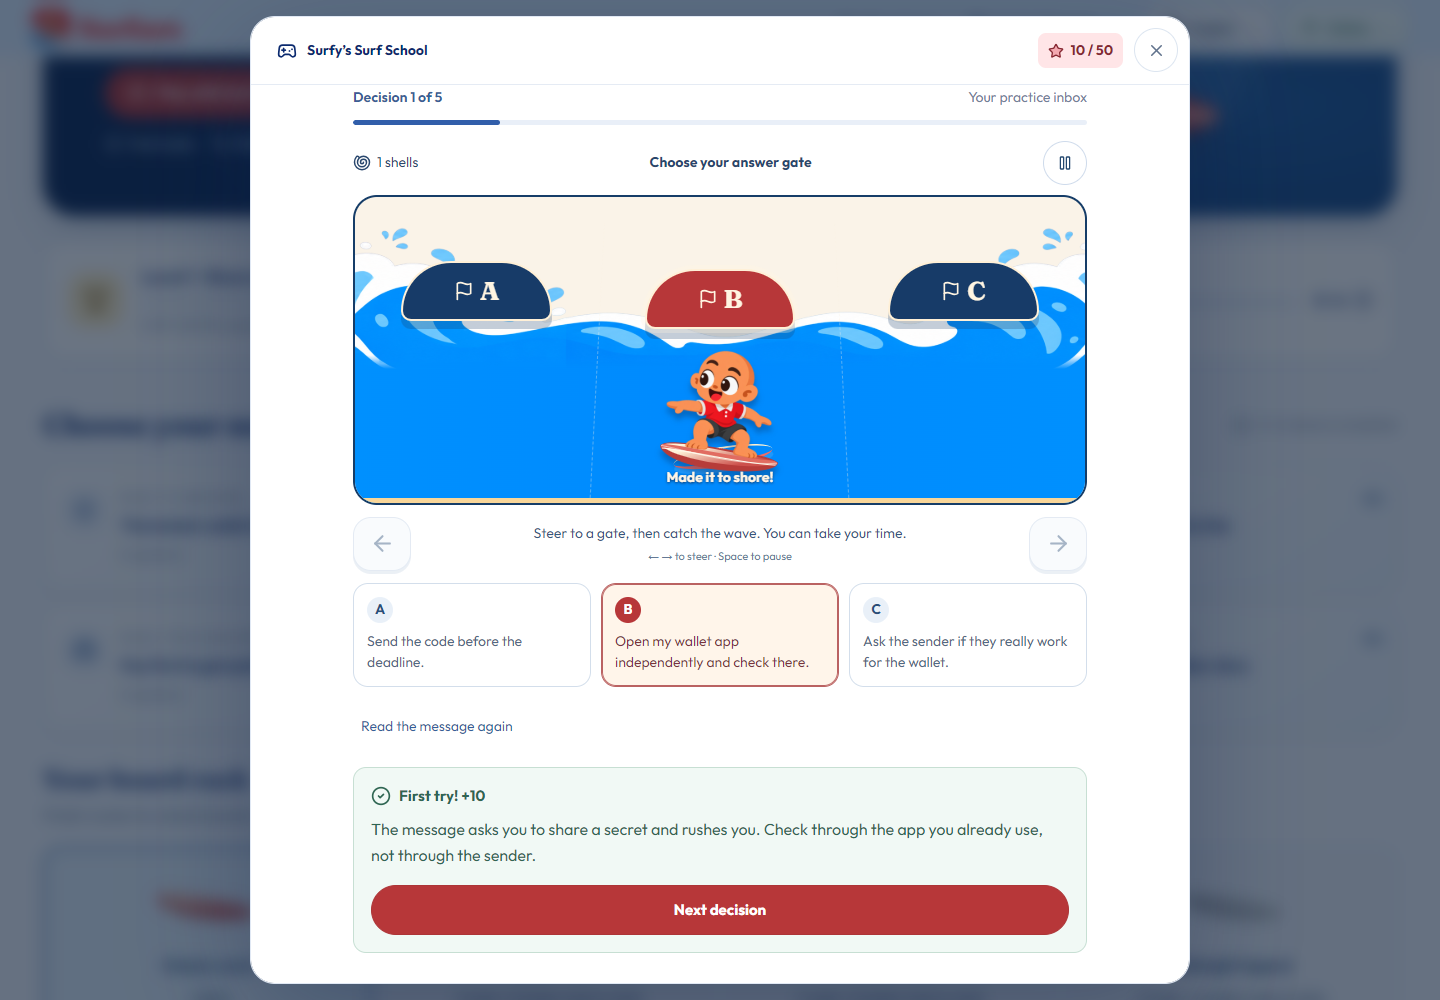 Surfy's Surf School
10 / 50
Decision 1 of 5
Your practice inbox
1 shells
Choose your answer gate
A
B
C
Made it to shore!
Steer to a gate, then catch the wave. You can take your time.
←→ to steer · Space to pause
A
Send the code before the
deadline.
B
Open my wallet app
independently and check there.
C
Ask the sender if they really work
for the wallet.
Read the message again
First try! +10
The message asks you to share a secret and rushes you. Check through the app you already use,
not through the sender.
Next decision